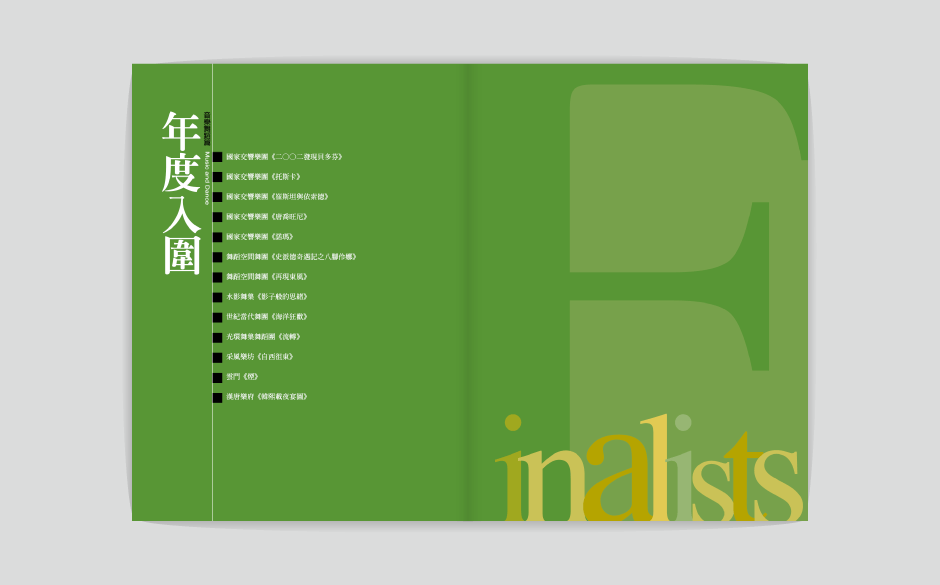 年度入圍
音樂舞蹈篇 Music and Dance
國家交響樂團《二〇〇二發現貝多芬》
國家交響樂團《托斯卡》
國家交響樂團《崔斯坦與依索德》
國家交響樂團《唐喬旺尼》
國家交響樂團《諾瑪》
舞蹈空間舞團《史派德奇遇記之八腳伶娜》
舞蹈空間舞團《再現東風》
水影舞集《影子般的思緒》
世紀當代舞團《海洋狂歡》
光環舞集舞蹈團《流轉》
采風樂坊《自西徂東》
雲門《煙》
漢唐樂府《韓熙載夜宴圖》
Finalists